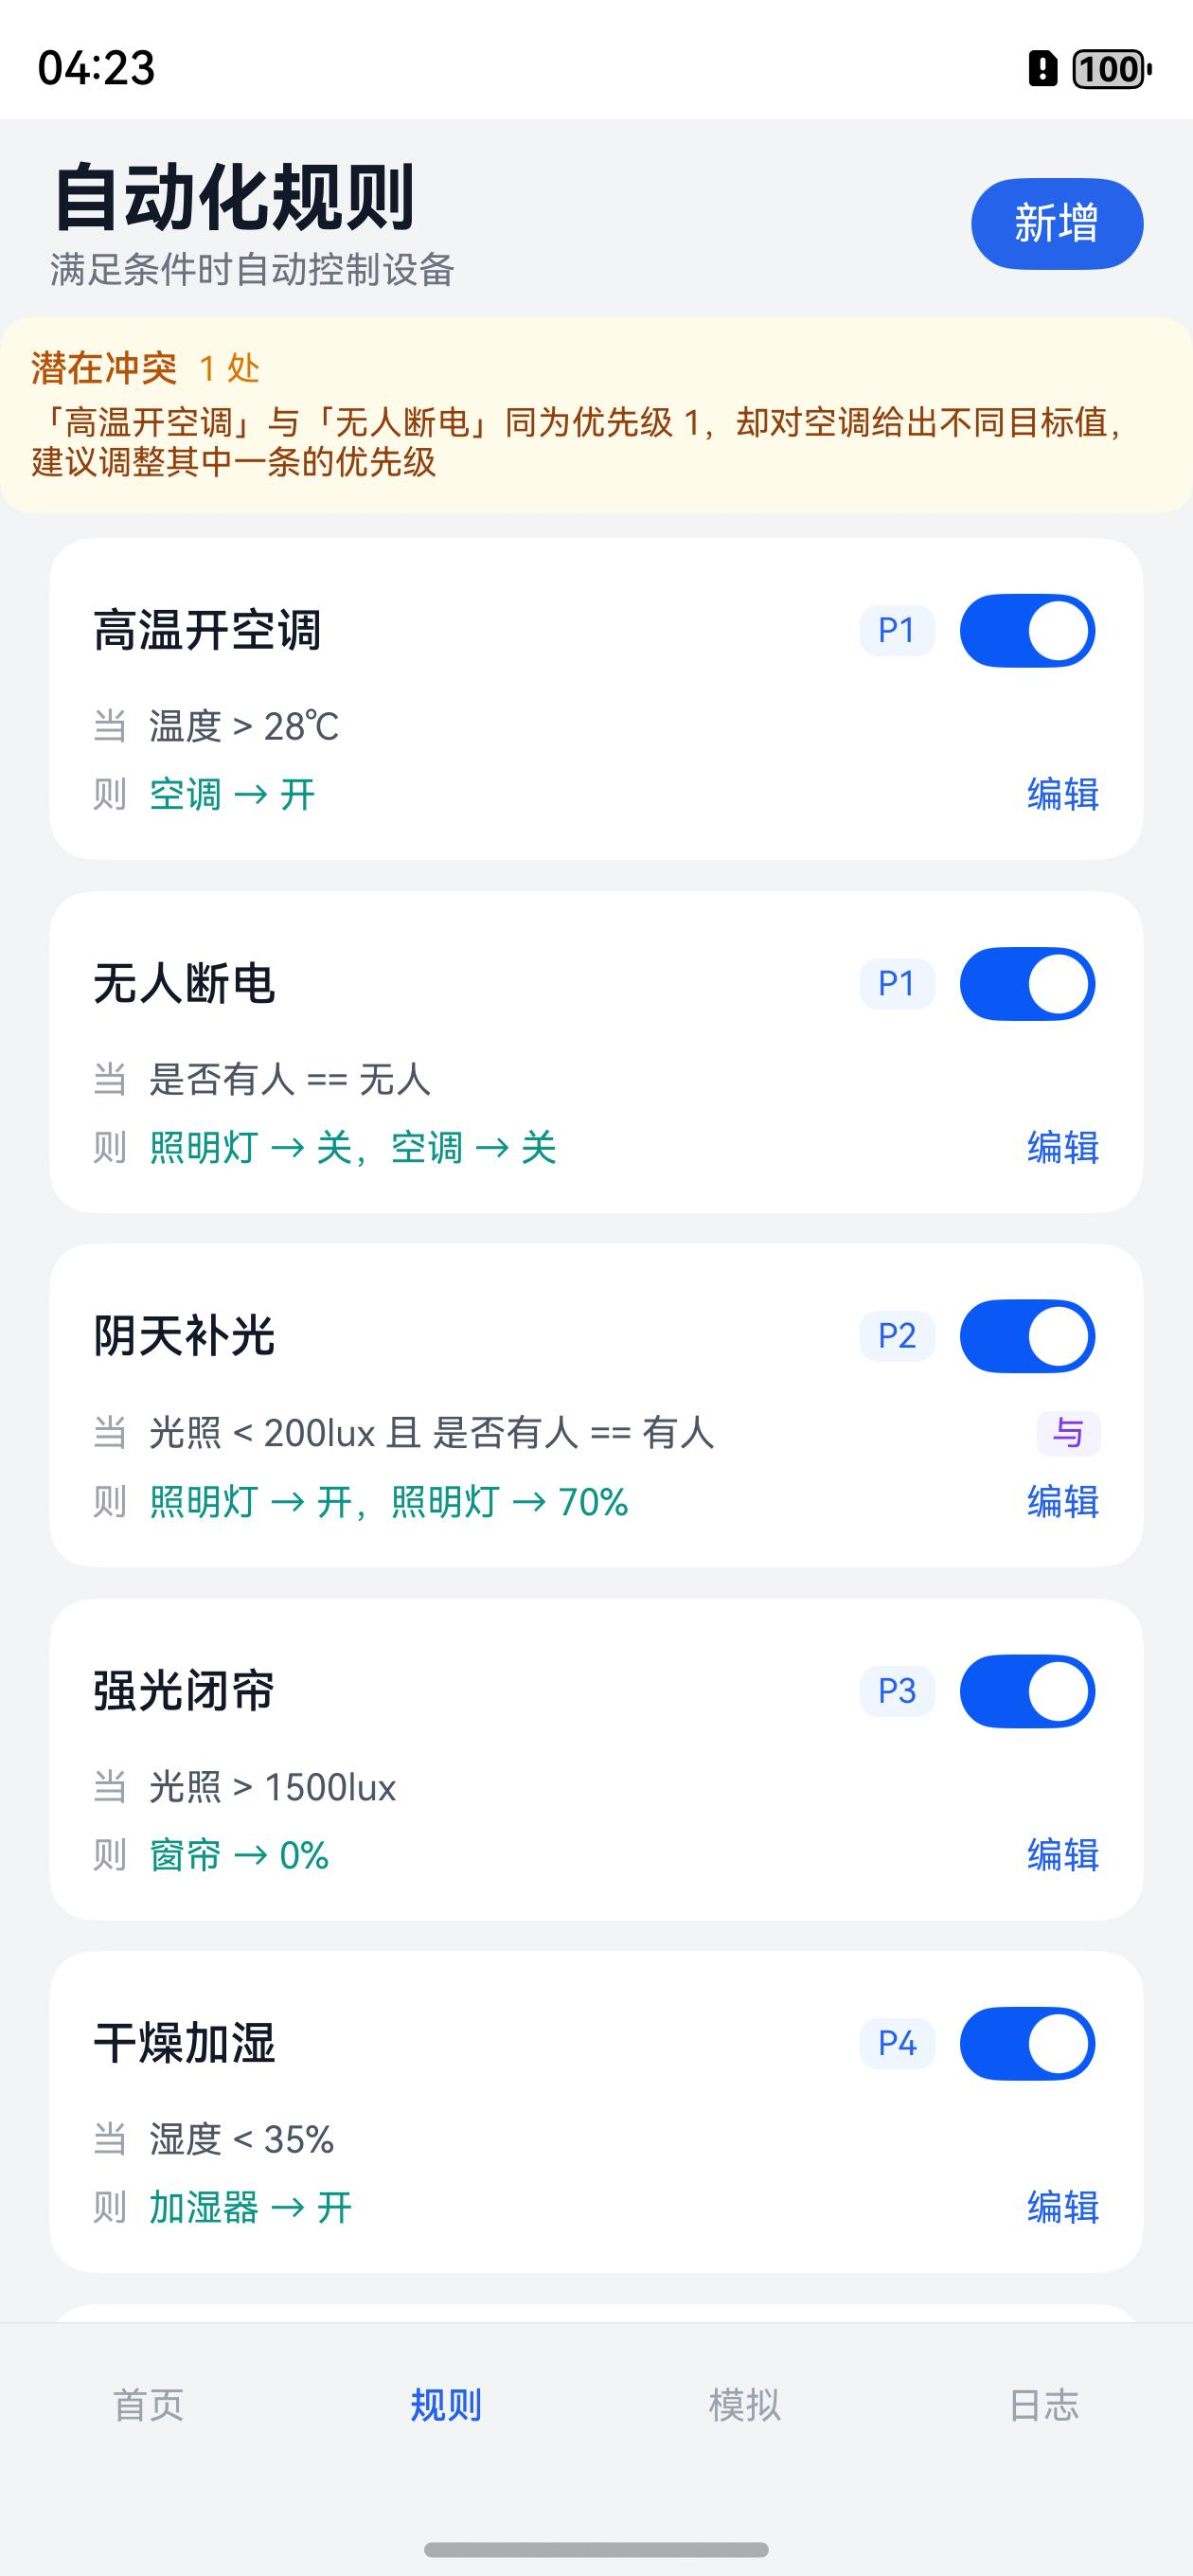 04:23
100
自动化规则
满足条件时自动控制设备
新增
潜在冲突 1 处
「高温开空调」与「无人断电」同为优先级 1，却对空调给出不同目标值，
建议调整其中一条的优先级
高温开空调 P1
当 温度 > 28℃
则 空调 → 开 编辑
无人断电 P1
当 是否有人 == 无人
则 照明灯 → 关，空调 → 关 编辑
阴天补光 P2
当 光照 < 200lux 且 是否有人 == 有人 与
则 照明灯 → 开，照明灯 → 70% 编辑
强光闭帘 P3
当 光照 > 1500lux
则 窗帘 → 0% 编辑
干燥加湿 P4
当 湿度 < 35%
则 加湿器 → 开 编辑
首页 规则 模拟 日志